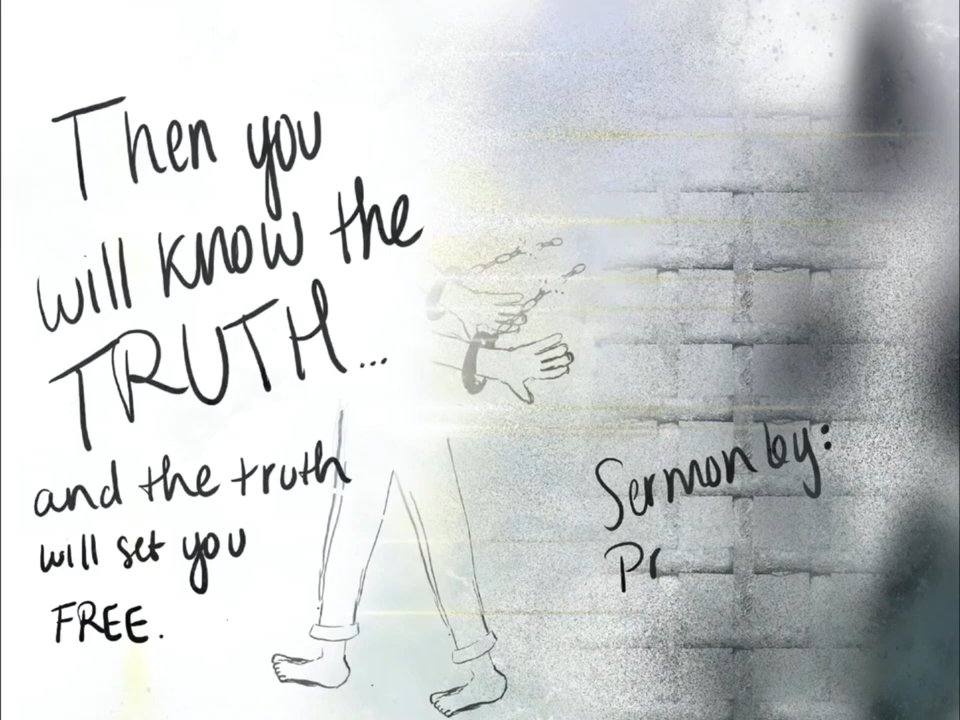 Then you
will know the
TRUTH...
and the truth
will set you
FREE.
Sermon by:
Pr